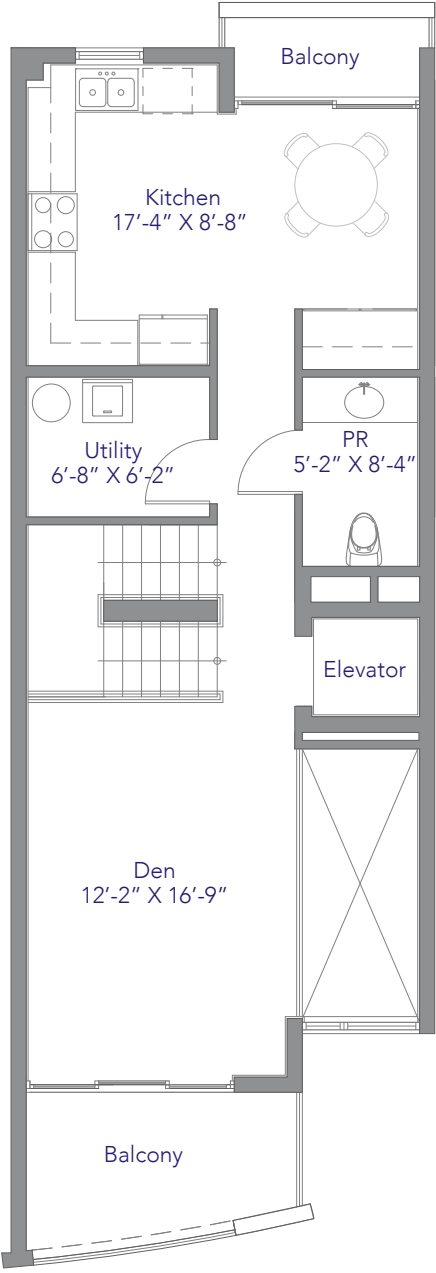 Balcony
Kitchen
17’-4” X 8’-8”
Utility
6’-8” X 6’-2”
PR
5’-2” X 8’-4”
Elevator
Den
12’-2” X 16’-9”
Balcony